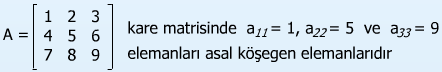 1 2 3
A = 4 5 6 kare matrisinde a11 = 1, a22 = 5 ve a33 = 9
7 8 9 elemanları asal köşegen elemanlarıdır